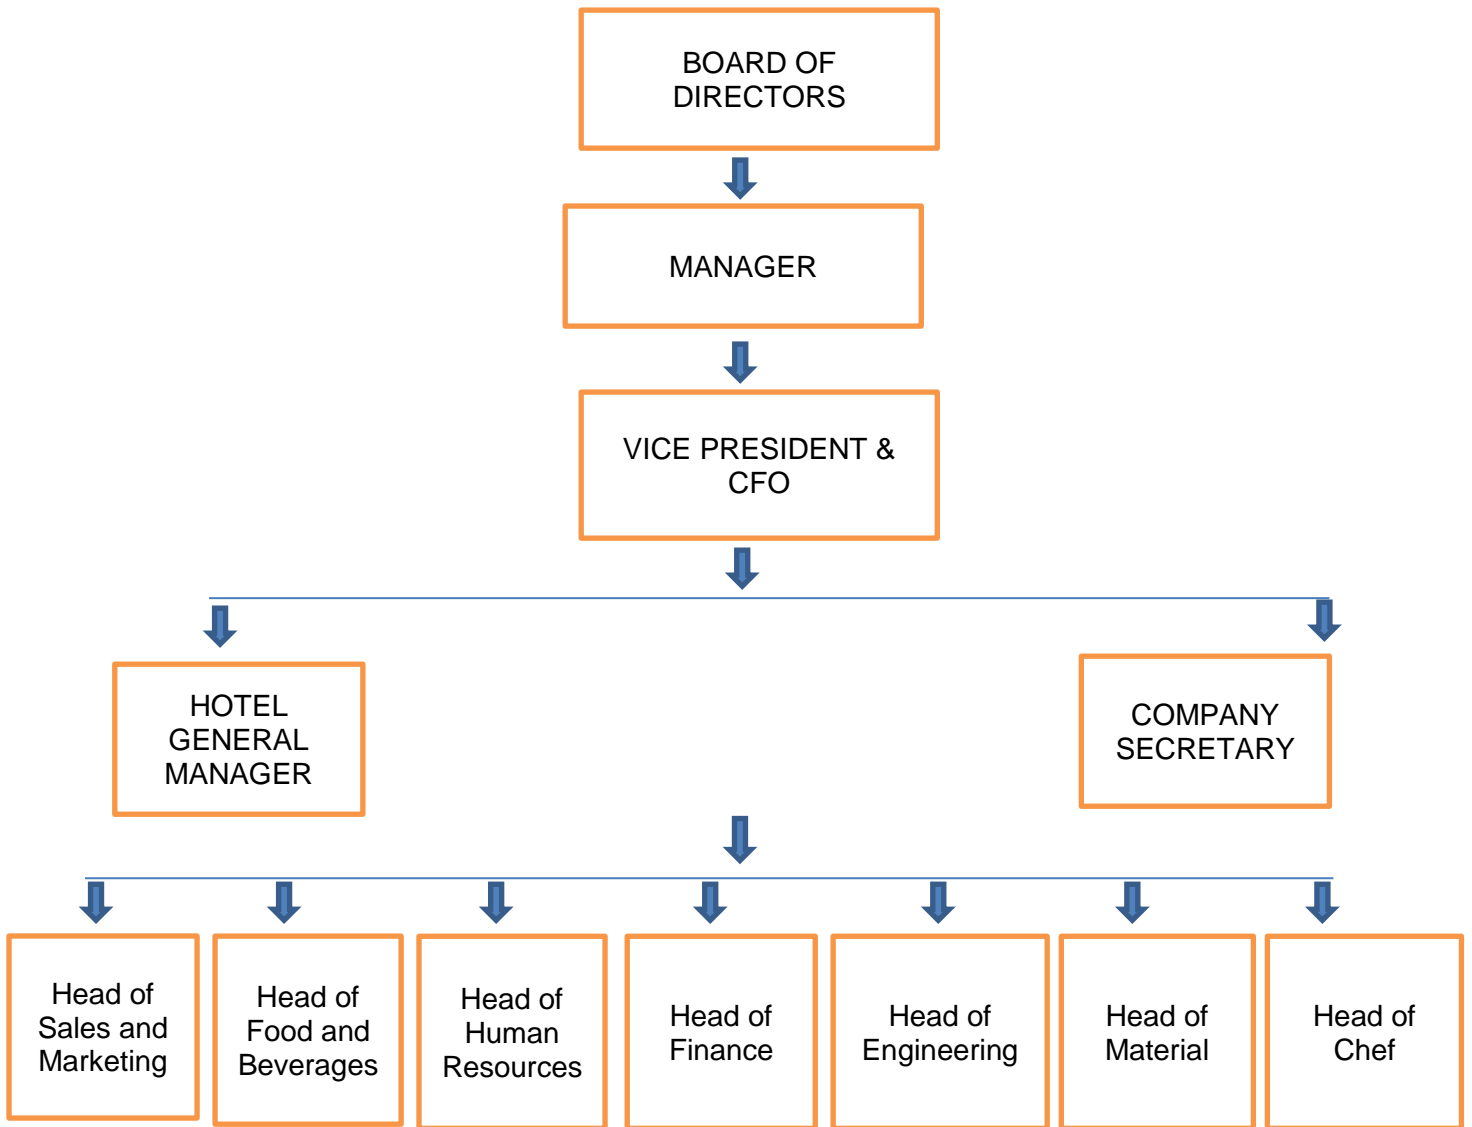 BOARD OF
DIRECTORS
MANAGER
VICE PRESIDENT &
CFO
HOTEL
GENERAL
MANAGER
COMPANY
SECRETARY
Head of
Sales and
Marketing
Head of
Food and
Beverages
Head of
Human
Resources
Head of
Finance
Head of
Engineering
Head of
Material
Head of
Chef